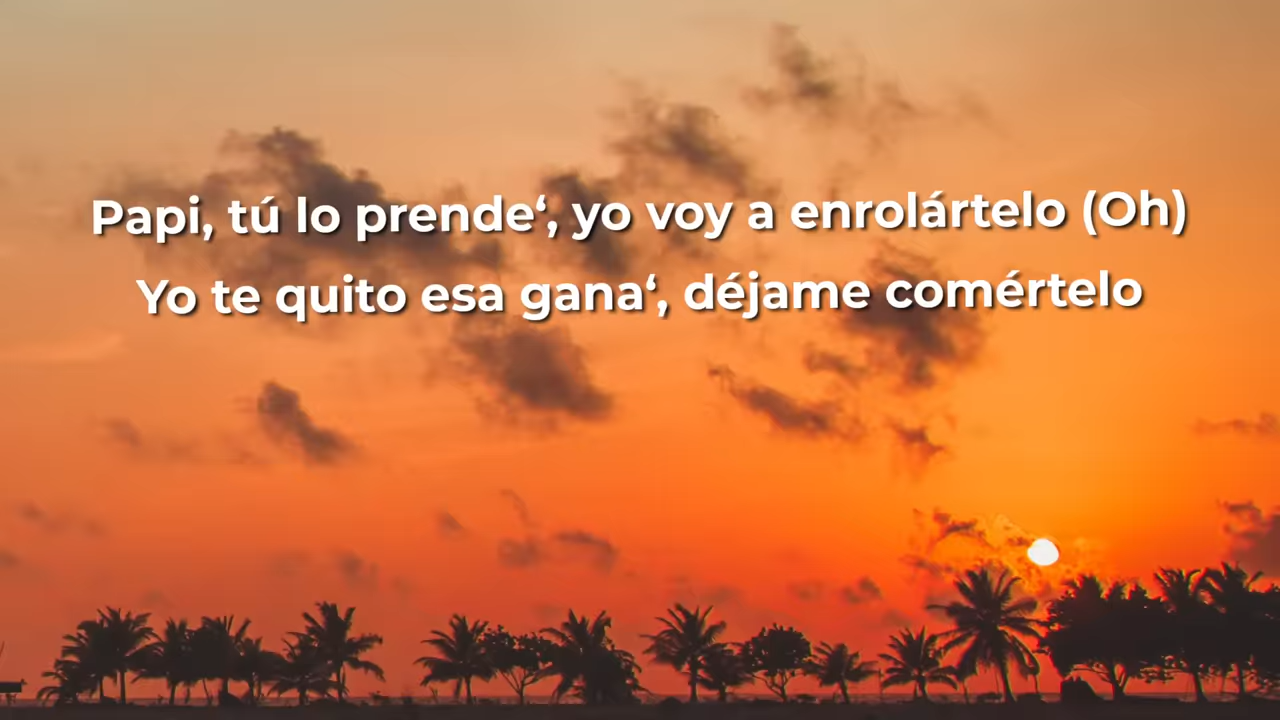 Papi, tú lo prende‘, yo voy a enrolártelo (Oh)
Yo te quito esa gana‘, déjame comértelo